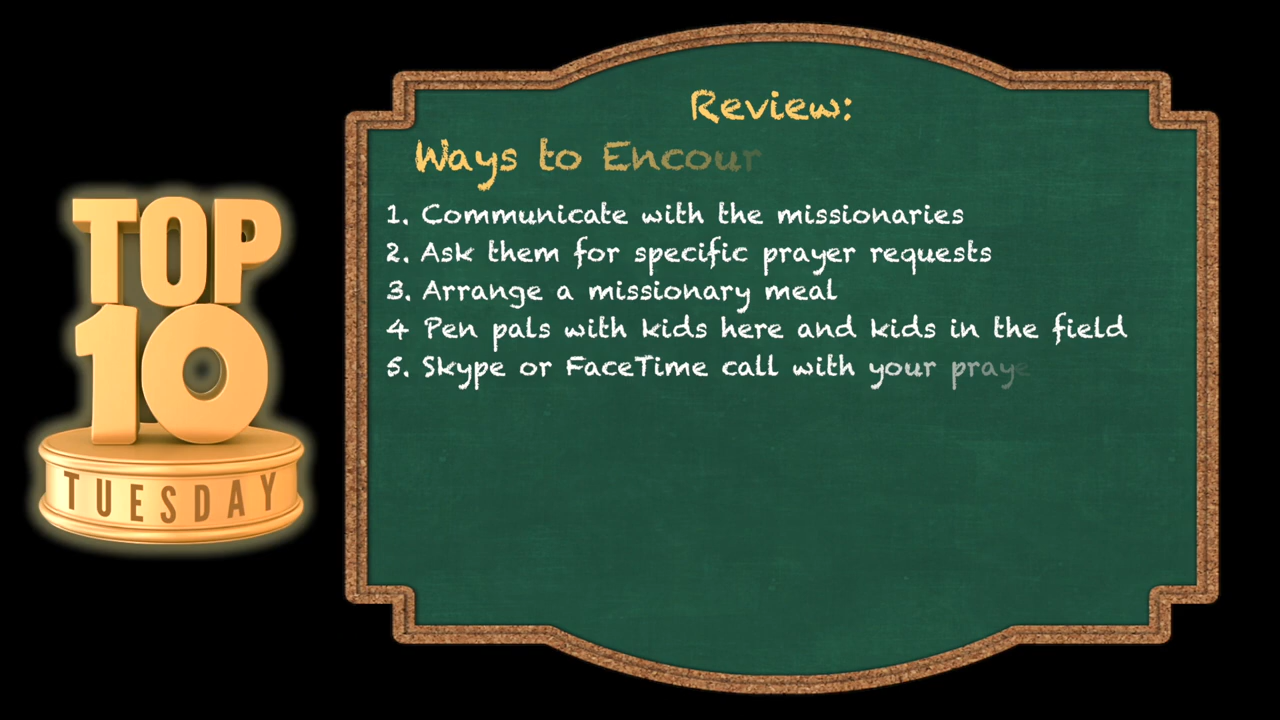 TOP
10
TUESDAY
Review:
Ways to Encour
1. Communicate with the missionaries
2. Ask them for specific prayer requests
3. Arrange a missionary meal
4 Pen pals with kids here and kids in the field
5. Skype or FaceTime call with your praye